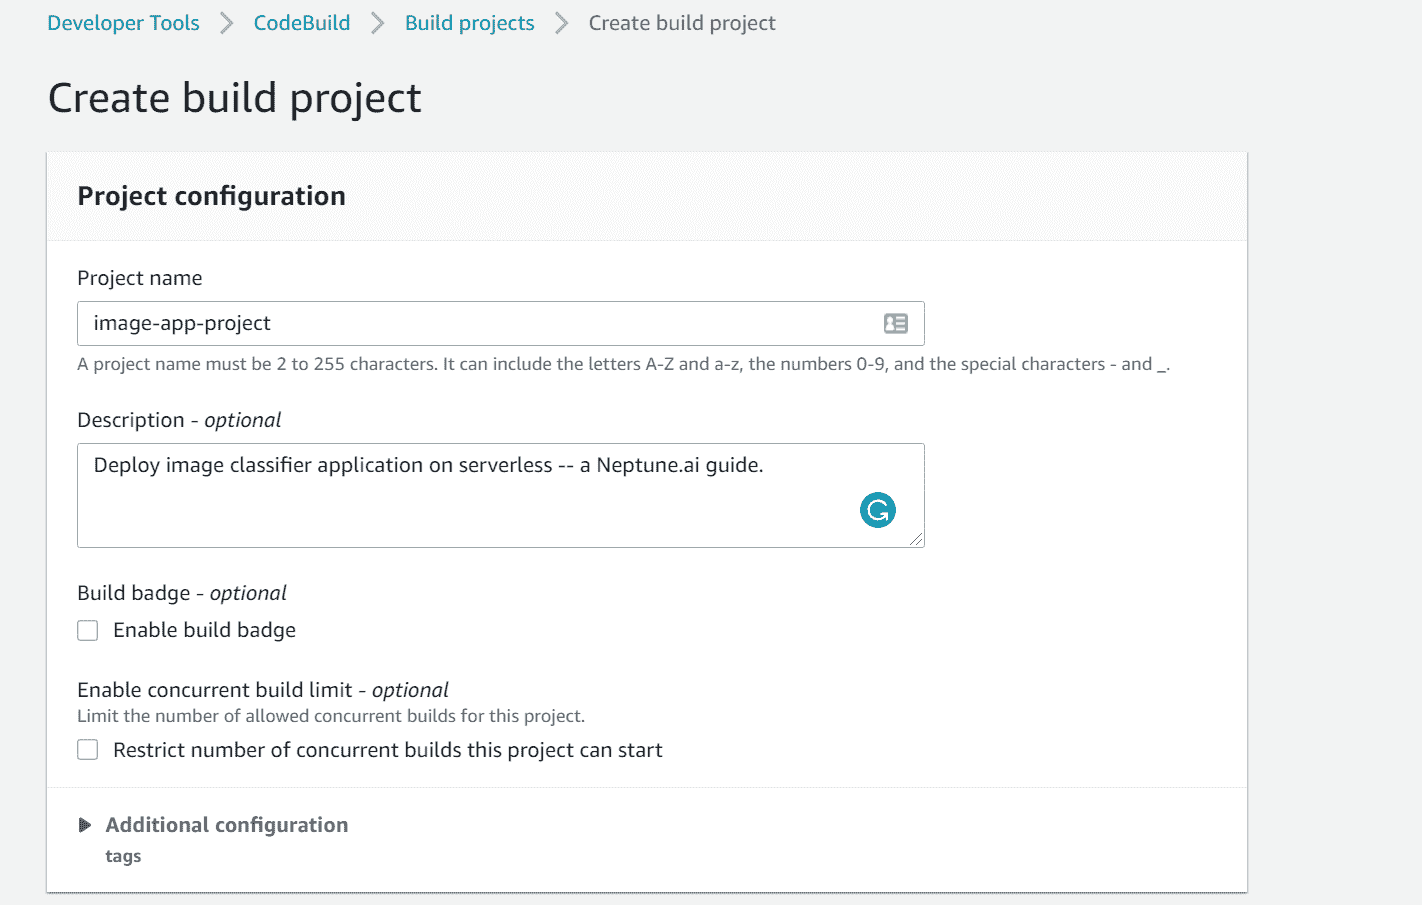 Developer Tools > CodeBuild > Build projects > Create build project
Create build project
Project configuration
Project name
image-app-project
A project name must be 2 to 255 characters. It can include the letters A-Z and a-z, the numbers 0-9, and the special characters - and _.
Description - optional
Deploy image classifier application on serverless -- a Neptune.ai guide.
Build badge - optional
Enable build badge
Enable concurrent build limit - optional
Limit the number of allowed concurrent builds for this project.
Restrict number of concurrent builds this project can start
Additional configuration
tags